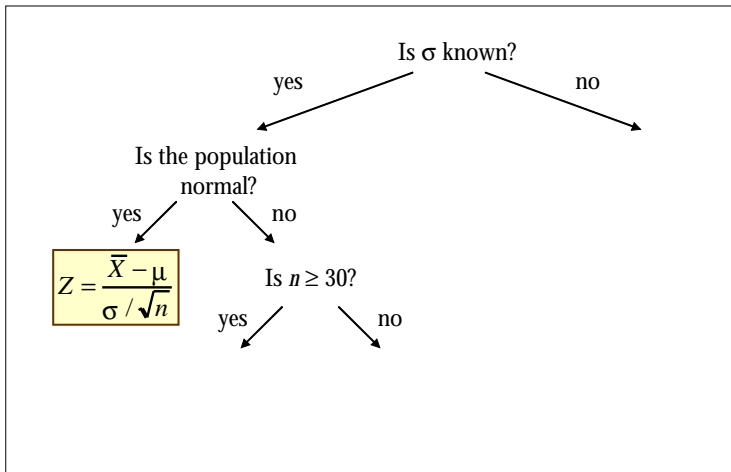 Is σ known?
yes
no
Is the population
normal?
yes
no
Z = (X̄ − μ) / (σ / √n)
Is n ≥ 30?
yes
no